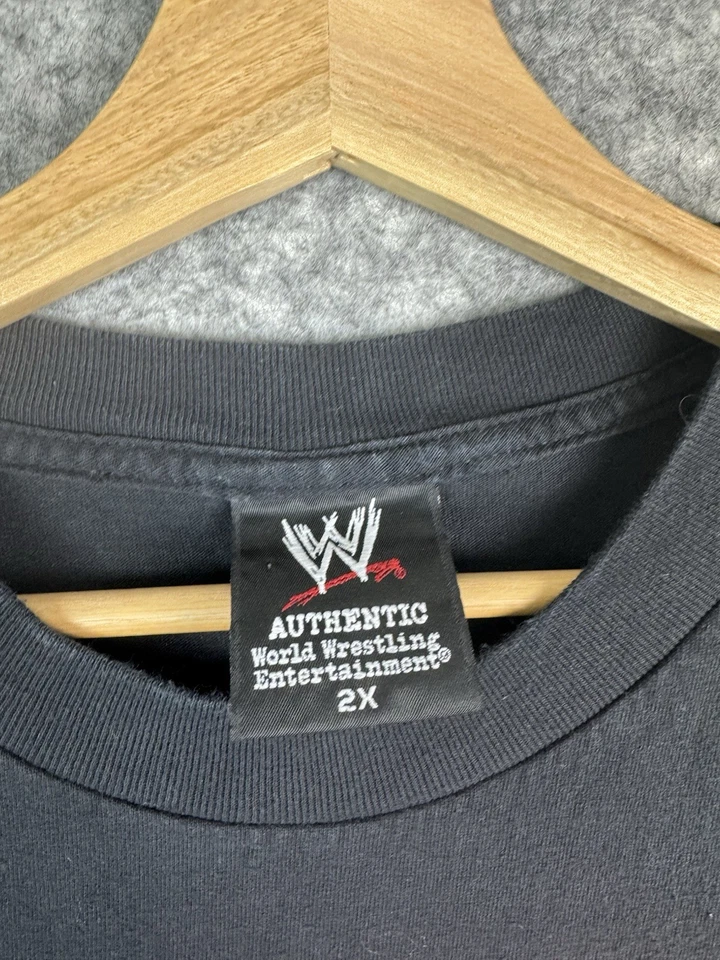 W
AUTHENTIC
World Wrestling
Entertainment®
2X